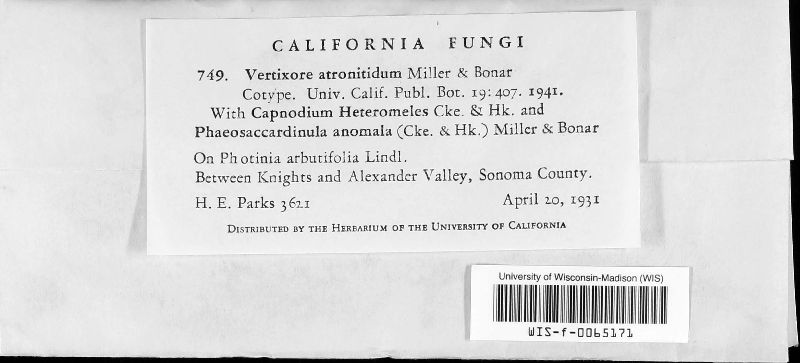 CALIFORNIA FUNGI
749. Vertixore atronitidum Miller & Bonar
Cotype. Univ. Calif. Publ. Bot. 19: 407. 1941.
With Capnodium Heteromeles Cke. & Hk. and
Phaeosaccardinula anomala (Cke. & Hk.) Miller & Bonar
On Photinia arbutifolia Lindl.
Between Knights and Alexander Valley, Sonoma County.
H. E. Parks 3621 April 20, 1931
DISTRIBUTED BY THE HERBARIUM OF THE UNIVERSITY OF CALIFORNIA
University of Wisconsin-Madison (WIS)
WIS-f-0065171